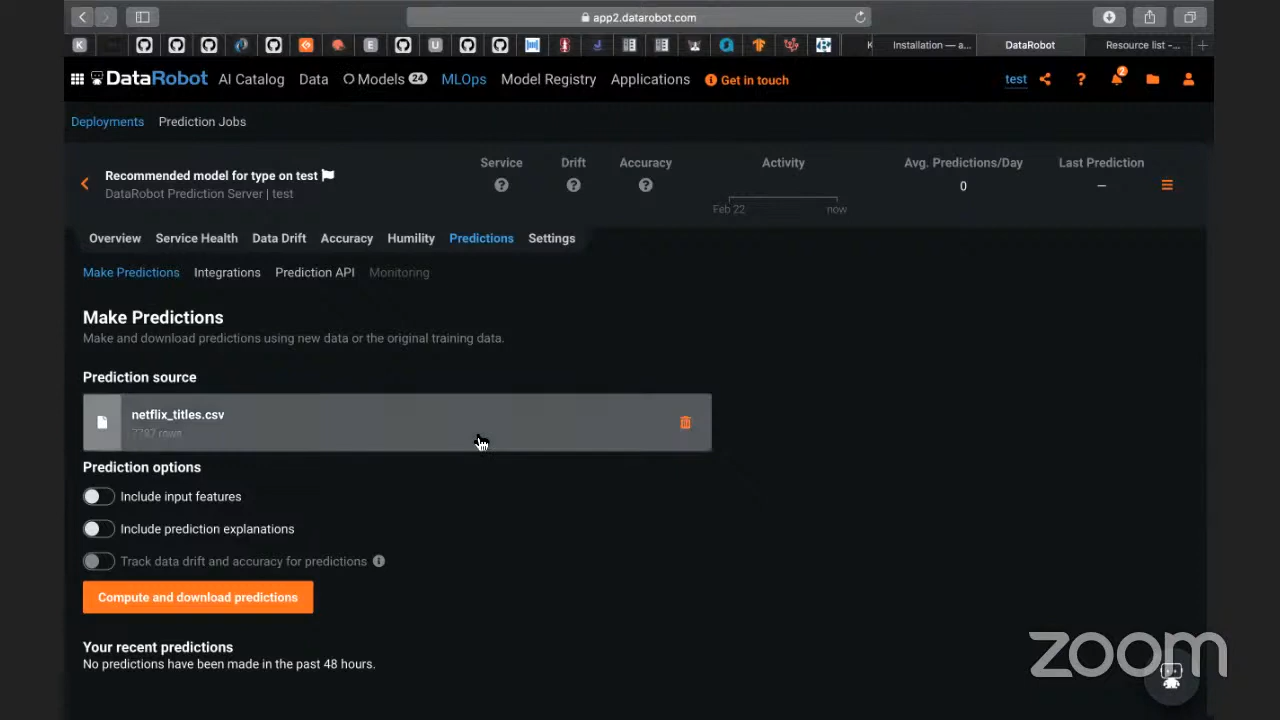 app2.datarobot.com
Installation — a...
DataRobot
Resource list -...
DataRobot
AI Catalog
Data
Models 24
MLOps
Model Registry
Applications
Get in touch
test
?
2
Deployments
Prediction Jobs
Recommended model for type on test
DataRobot Prediction Server | test
Service
Drift
Accuracy
Activity
Avg. Predictions/Day
Last Prediction
?
?
?
Feb 22
now
0
—
Overview
Service Health
Data Drift
Accuracy
Humility
Predictions
Settings
Make Predictions
Integrations
Prediction API
Monitoring
Make Predictions
Make and download predictions using new data or the original training data.
Prediction source
netflix_titles.csv
7787 rows
Prediction options
Include input features
Include prediction explanations
Track data drift and accuracy for predictions
Compute and download predictions
Your recent predictions
No predictions have been made in the past 48 hours.
zoom